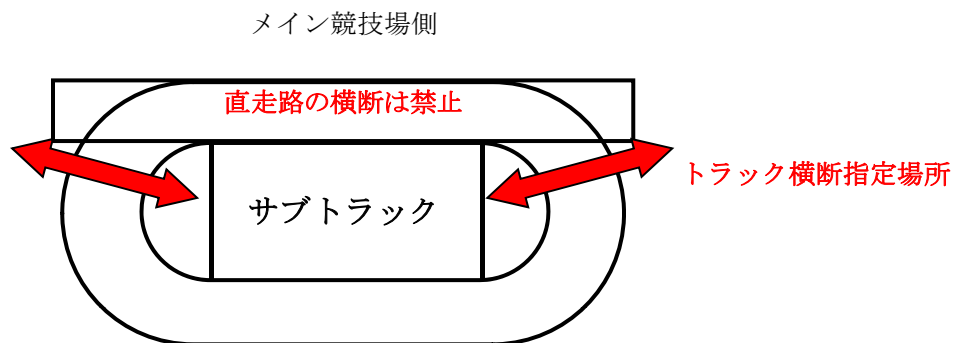 メイン競技場側
直走路の横断は禁止
トラック横断指定場所
サブトラック